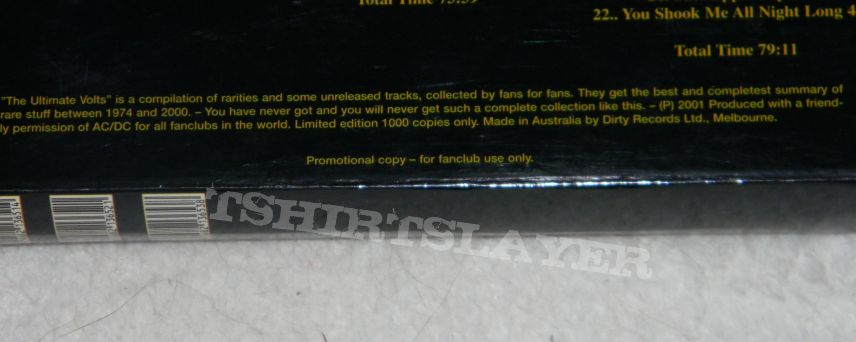 Total Time 75:59
22.. You Shook Me All Night Long 4
Total Time 79:11
"The Ultimate Volts" is a compilation of rarities and some unreleased tracks, collected by fans for fans. They get the best and completest summary of
rare stuff between 1974 and 2000. – You have never got and you will never get such a complete collection like this. – (P) 2001 Produced with a friend-
ly permission of AC/DC for all fanclubs in the world. Limited edition 1000 copies only. Made in Australia by Dirty Records Ltd., Melbourne.
Promotional copy – for fanclub use only.
TSHIRTSLAYER